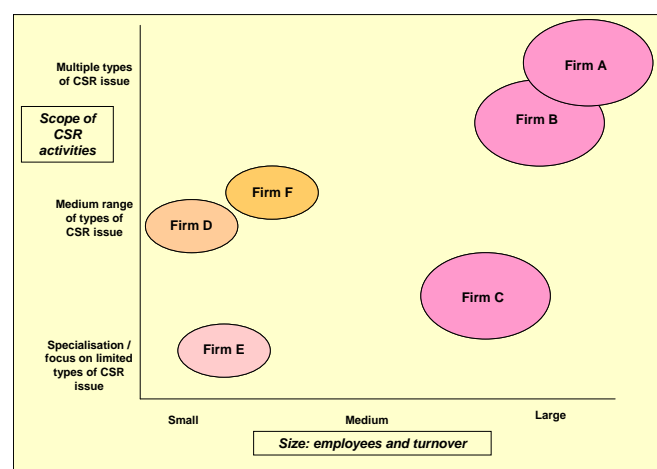 Multiple types
of CSR issue
Firm A
Scope of
CSR
activities
Firm B
Medium range
of types of
CSR issue
Firm F
Firm D
Firm C
Specialisation /
focus on limited
types of CSR
issue
Firm E
Small
Medium
Large
Size: employees and turnover